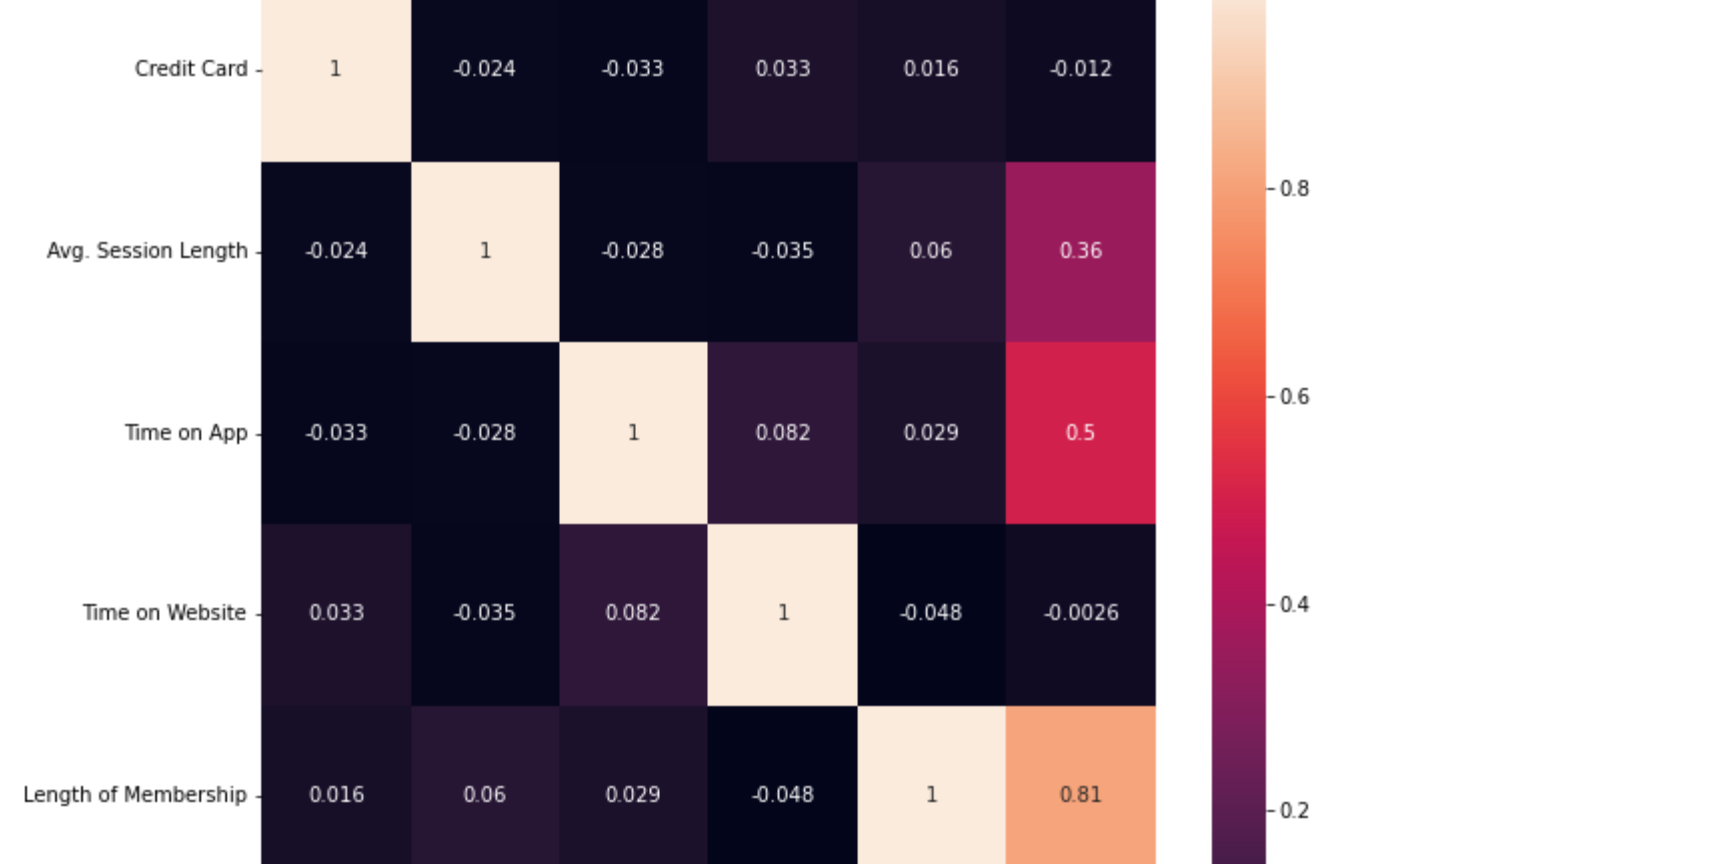 Credit Card 1 -0.024 -0.033 0.033 0.016 -0.012
0.8
Avg. Session Length -0.024 1 -0.028 -0.035 0.06 0.36
0.6
Time on App -0.033 -0.028 1 0.082 0.029 0.5
0.4
Time on Website 0.033 -0.035 0.082 1 -0.048 -0.0026
Length of Membership 0.016 0.06 0.029 -0.048 1 0.81
0.2